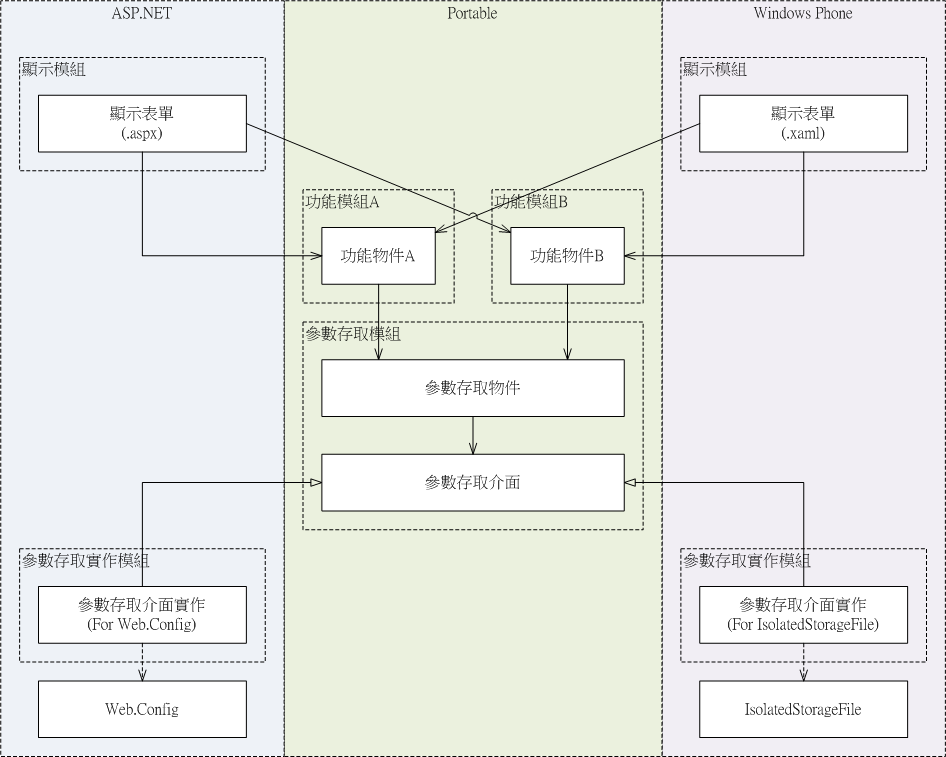 ASP.NET
Portable
Windows Phone
顯示模組
顯示表單
(.aspx)
顯示模組
顯示表單
(.xaml)
功能模組A
功能物件A
功能模組B
功能物件B
參數存取模組
參數存取物件
參數存取介面
參數存取實作模組
參數存取介面實作
(For Web.Config)
Web.Config
參數存取實作模組
參數存取介面實作
(For IsolatedStorageFile)
IsolatedStorageFile